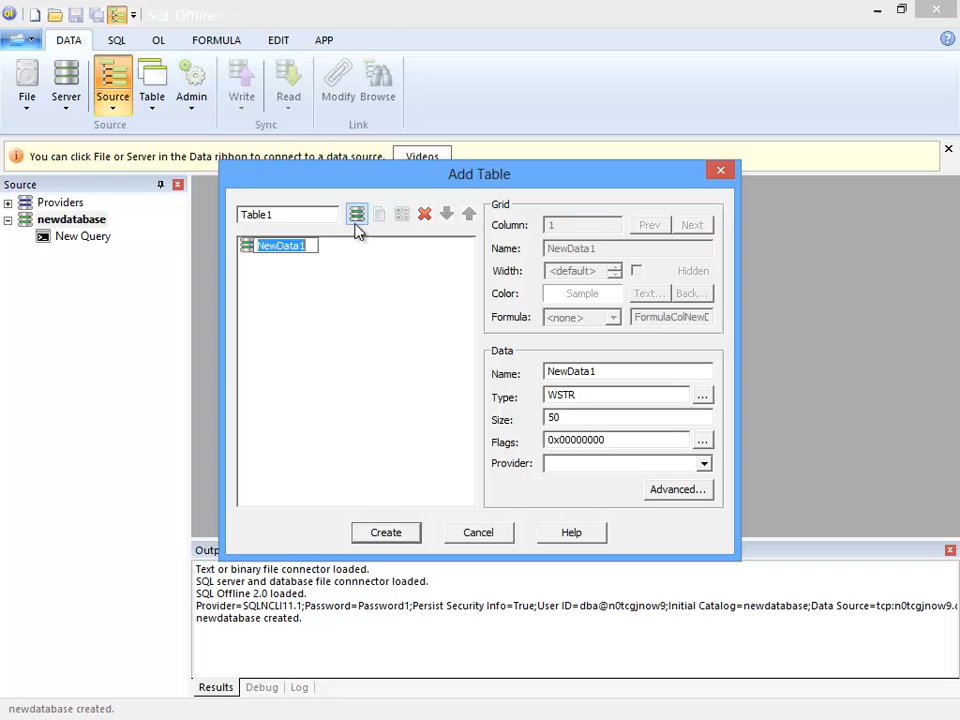 SQL Offline
DATA SQL OL FORMULA EDIT APP
File Server Source Table Admin Write Read Modify Browse
Source Sync Link
You can click File or Server in the Data ribbon to connect to a data source. Videos
Source
Providers
newdatabase
New Query
Add Table
Table1
NewData1
Grid
Column: 1 Prev Next
Name: NewData1
Width: <default> Hidden
Color: Sample Text... Back...
Formula: <none> FormulaColNewD
Data
Name: NewData1
Type: WSTR ...
Size: 50
Flags: 0x00000000 ...
Provider:
Advanced...
Create Cancel Help
Text or binary file connector loaded.
SQL server and database file connnector loaded.
SQL Offline 2.0 loaded.
Provider=SQLNCLI11.1;Password=Password1;Persist Security Info=True;User ID=dba@n0tcgjnow9;Initial Catalog=newdatabase;Data Source=tcp:n0tcgjnow9.
newdatabase created.
Results Debug Log
newdatabase created.